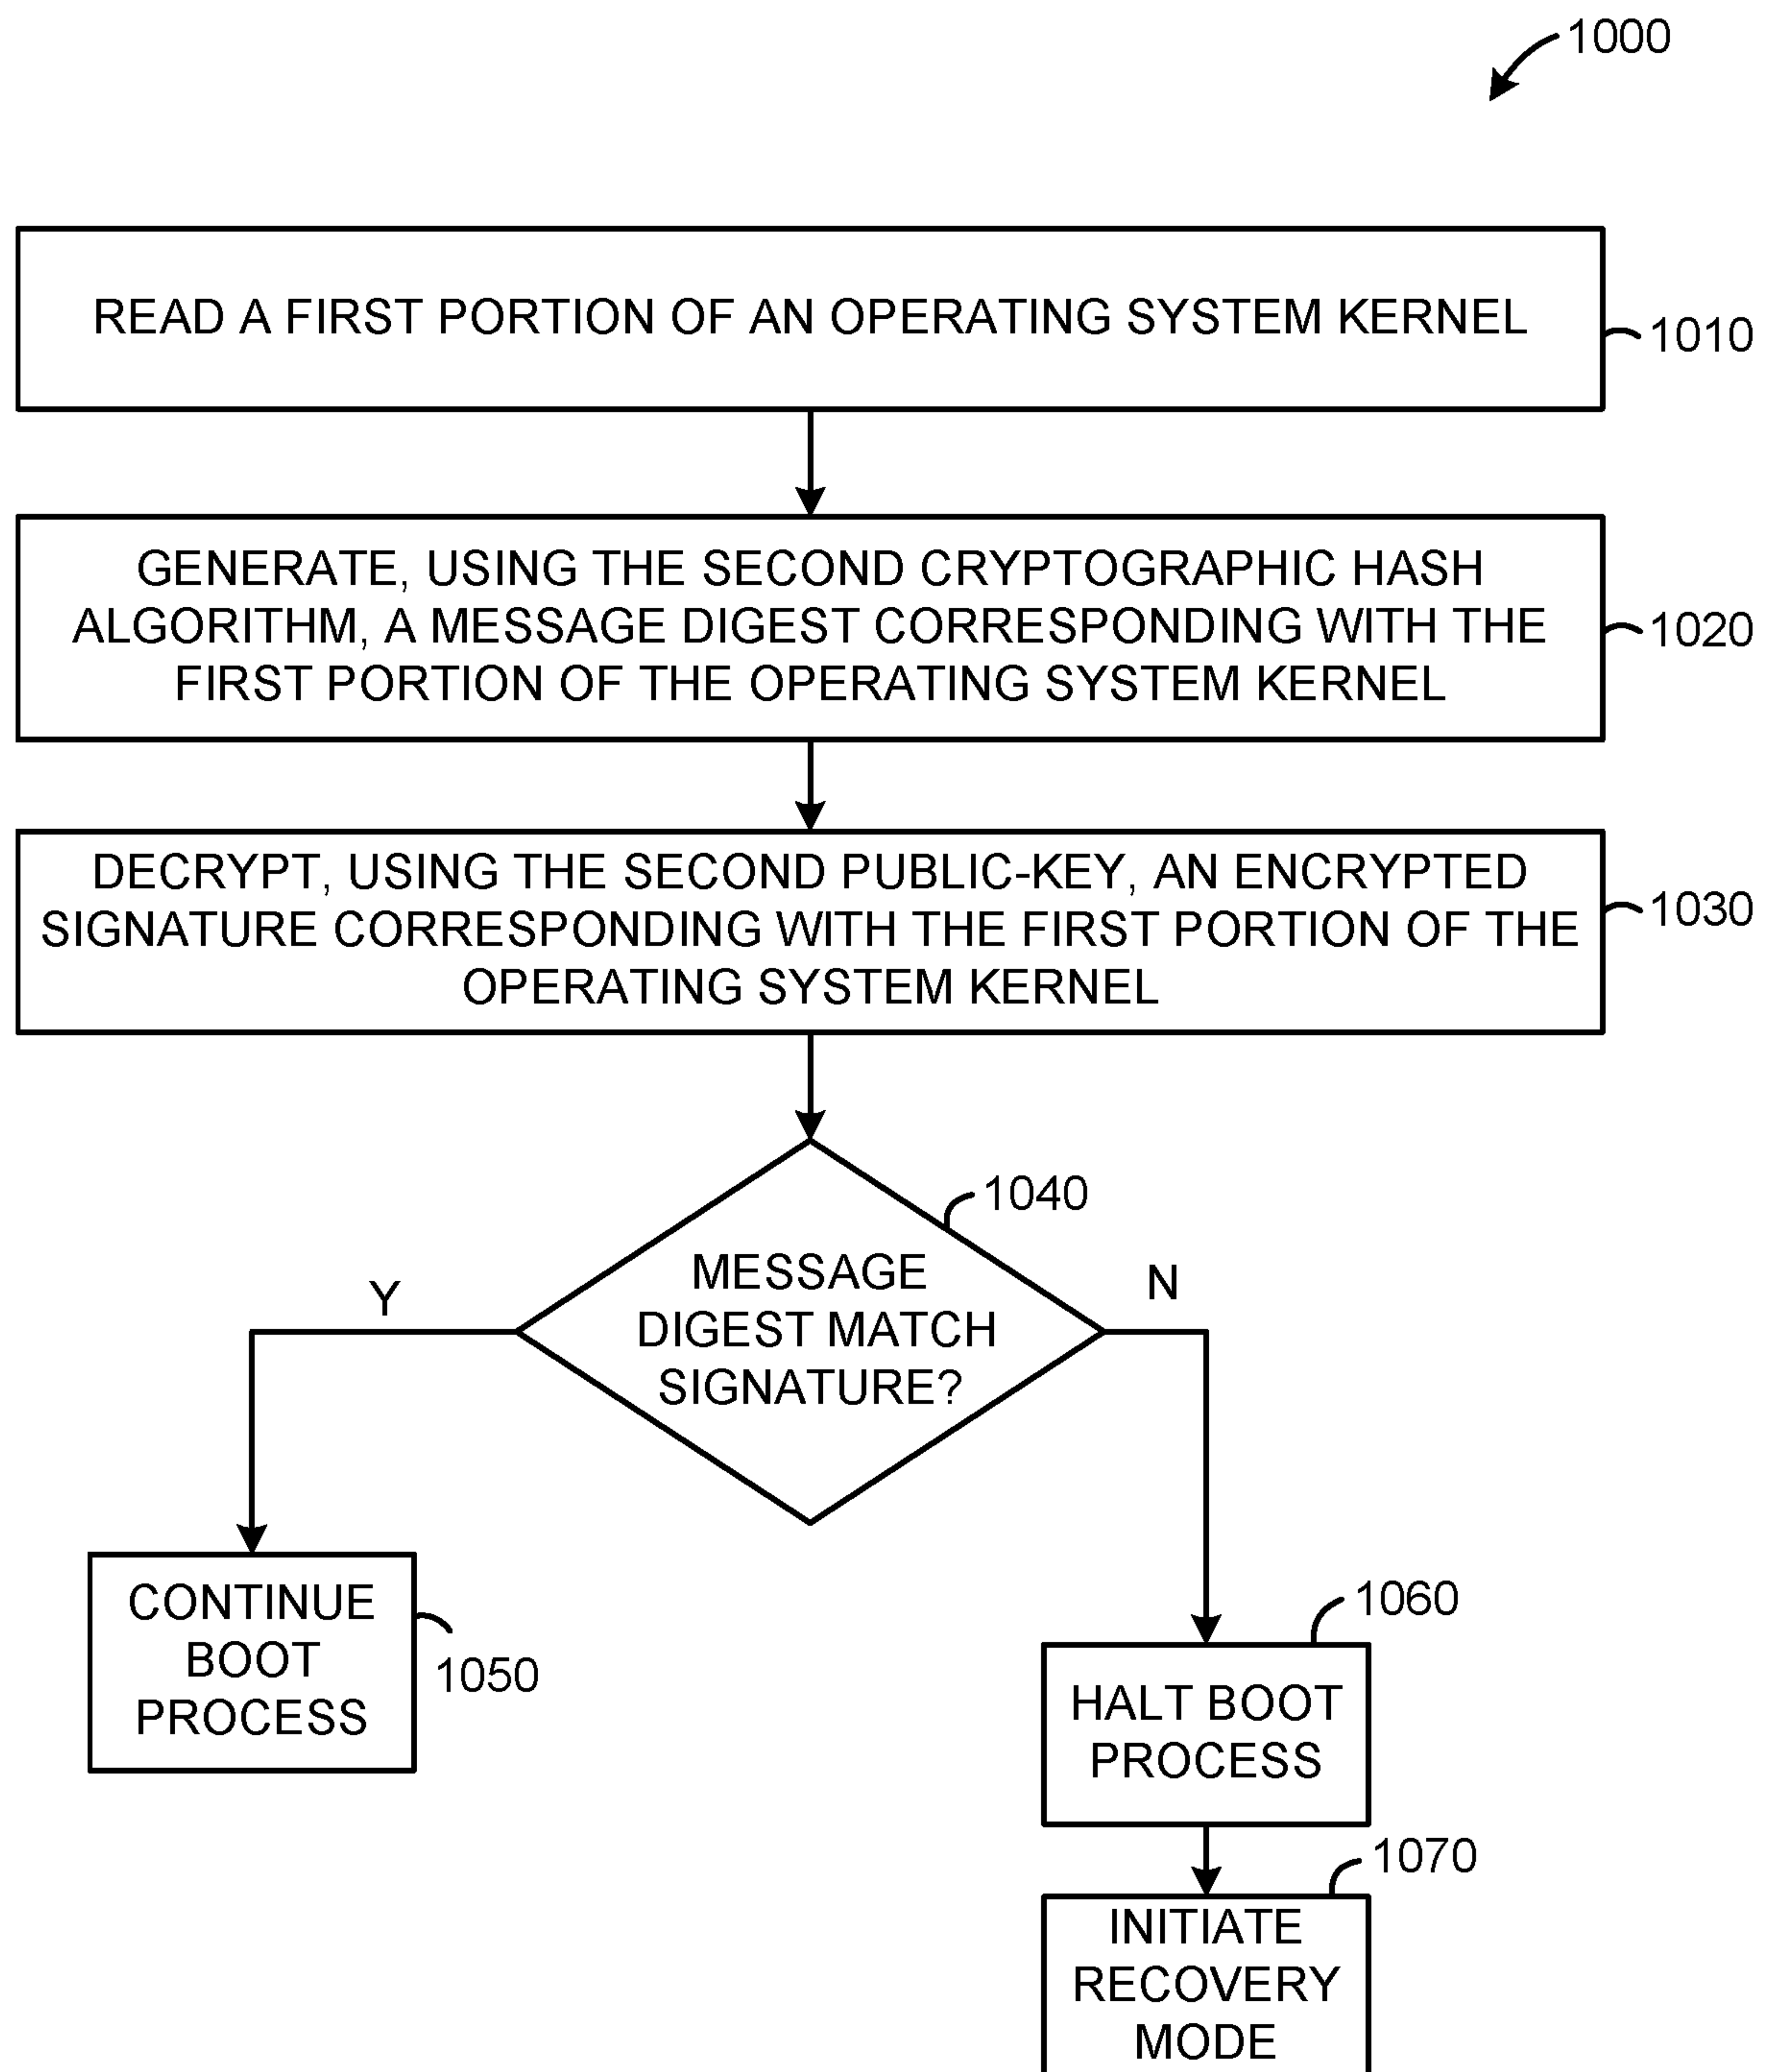 1000
READ A FIRST PORTION OF AN OPERATING SYSTEM KERNEL
1010
GENERATE, USING THE SECOND CRYPTOGRAPHIC HASH
ALGORITHM, A MESSAGE DIGEST CORRESPONDING WITH THE
FIRST PORTION OF THE OPERATING SYSTEM KERNEL
1020
DECRYPT, USING THE SECOND PUBLIC-KEY, AN ENCRYPTED
SIGNATURE CORRESPONDING WITH THE FIRST PORTION OF THE
OPERATING SYSTEM KERNEL
1030
1040
MESSAGE
DIGEST MATCH
SIGNATURE?
Y
N
CONTINUE
BOOT
PROCESS
1050
1060
HALT BOOT
PROCESS
1070
INITIATE
RECOVERY
MODE